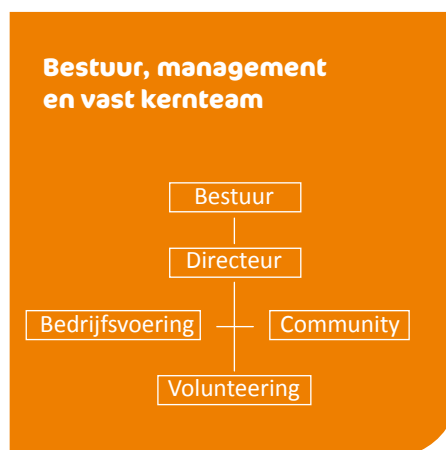 Bestuur, management
en vast kernteam
Bestuur
Directeur
Bedrijfsvoering
Community
Volunteering